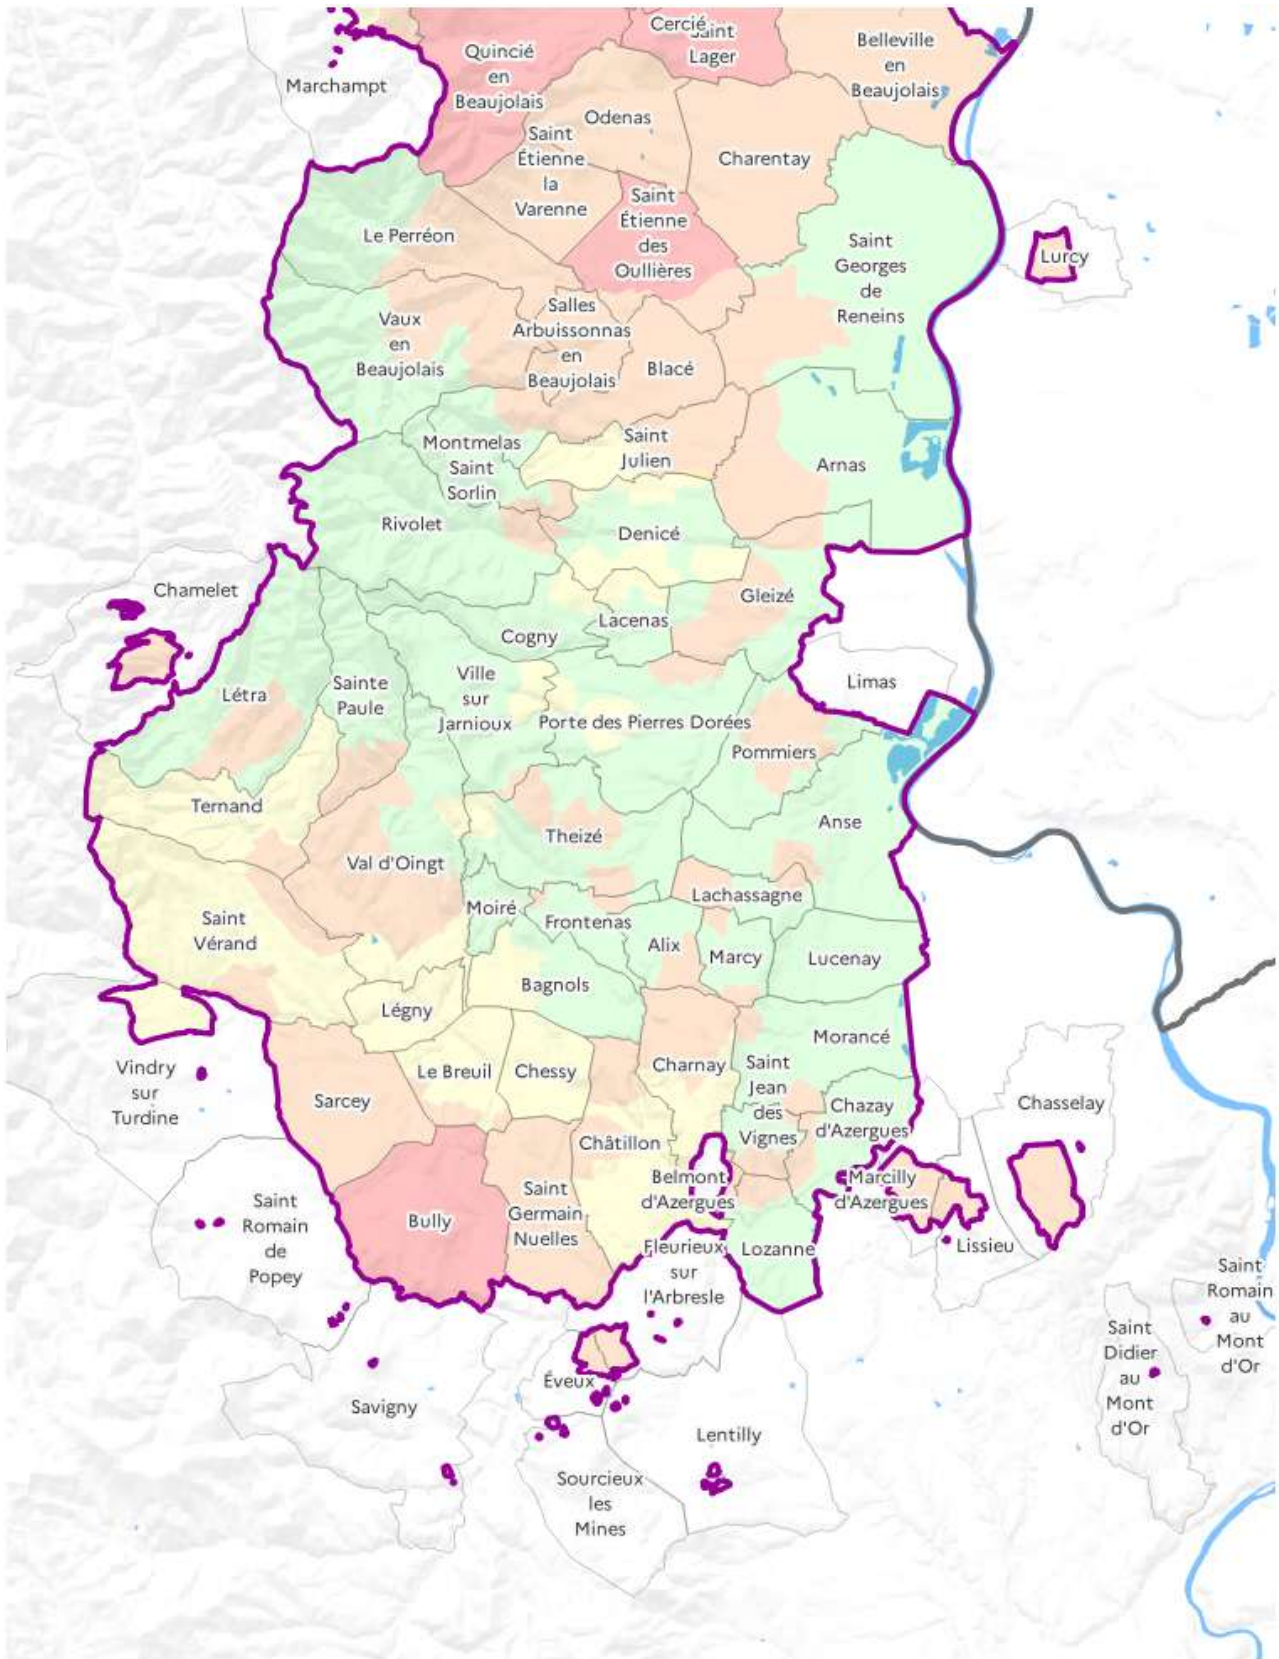 Cercié
Saint
Lager
Quincié
en
Beaujolais
Belleville
en
Beaujolais
Marchampt
Odenas
Saint
Étienne
la
Varenne
Charentay
Saint
Étienne
des
Oullières
Le Perréon
Saint
Georges
de
Reneins
Lurcy
Vaux
en
Beaujolais
Salles
Arbuissonnas
en
Beaujolais
Blacé
Montmelas
Saint
Sorlin
Saint
Julien
Arnas
Rivolet
Denicé
Chamelet
Gleizé
Lacenas
Cogny
Limas
Létra
Sainte
Paule
Ville
sur
Jarnioux
Porte des Pierres Dorées
Pommiers
Ternand
Theizé
Anse
Val d'Oingt
Lachassagne
Moiré
Saint
Vérand
Frontenas
Alix
Marcy
Lucenay
Bagnols
Légny
Morancé
Vindry
sur
Turdine
Le Breuil
Chessy
Charnay
Saint
Jean
des
Vignes
Sarcey
Chazay
d'Azergues
Chasselay
Châtillon
Belmont
d'Azergues
Marcilly
d'Azergues
Saint
Romain
de
Popey
Bully
Saint
Germain
Nuelles
Fleurieux
sur
l'Arbresle
Lozanne
Lissieu
Saint
Romain
au
Mont
d'Or
Saint
Didier
au
Mont
d'Or
Éveux
Savigny
Lentilly
Sourcieux
les
Mines